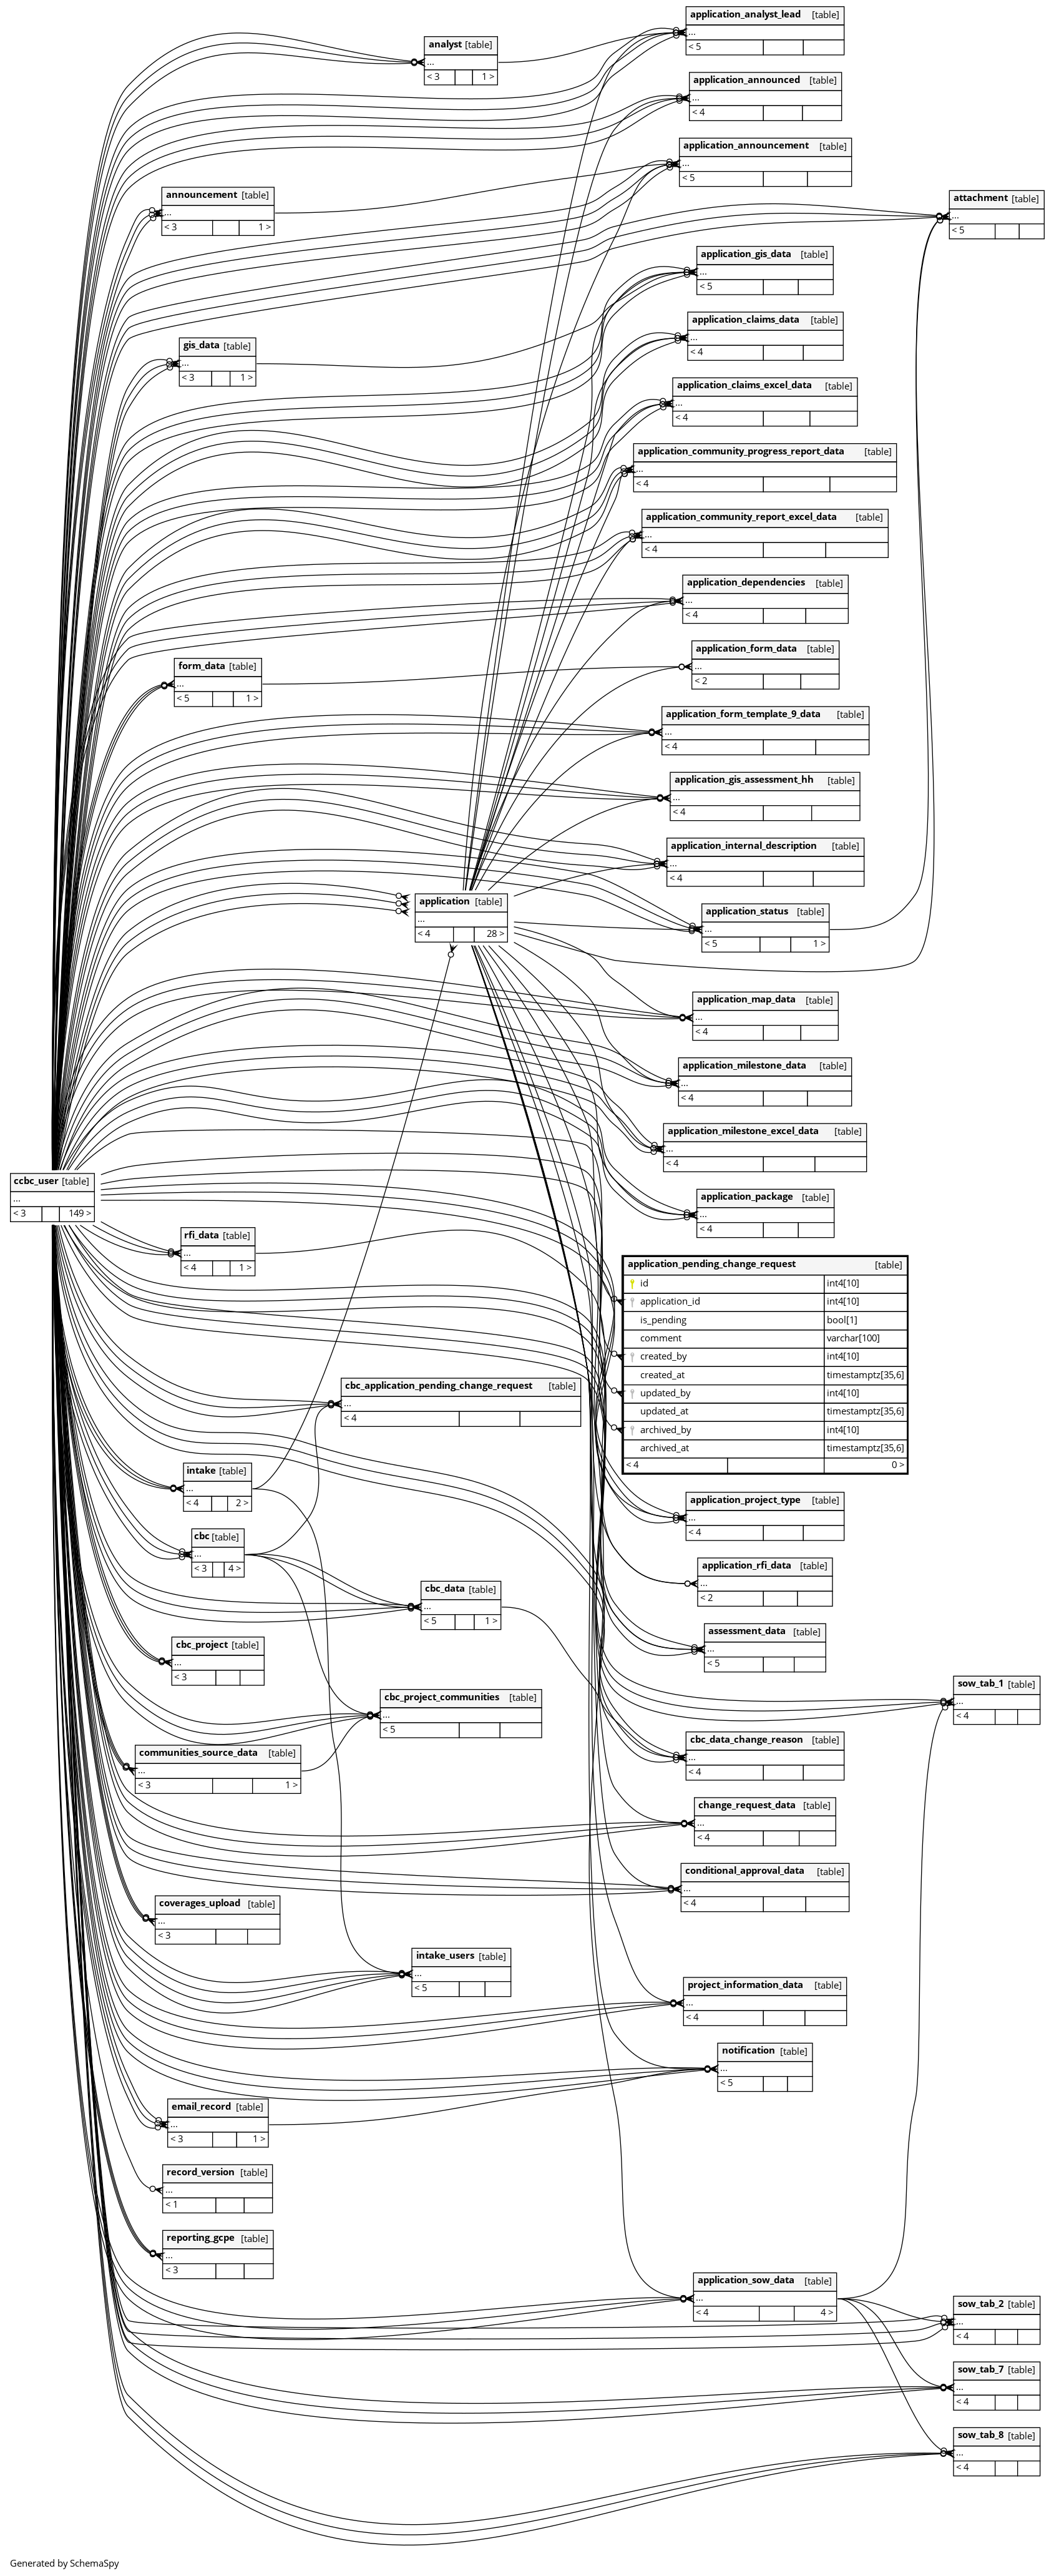 application_analyst_lead [table]
...
< 5
analyst [table]
...
< 3 1 >
application_announced [table]
...
< 4
application_announcement [table]
...
< 5
announcement [table]
...
< 3 1 >
attachment [table]
...
< 5
application_gis_data [table]
...
< 5
application_claims_data [table]
...
< 4
gis_data [table]
...
< 3 1 >
application_claims_excel_data [table]
...
< 4
application_community_progress_report_data [table]
...
< 4
application_community_report_excel_data [table]
...
< 4
application_dependencies [table]
...
< 4
application_form_data [table]
...
< 2
form_data [table]
...
< 5 1 >
application_form_template_9_data [table]
...
< 4
application_gis_assessment_hh [table]
...
< 4
application_internal_description [table]
...
< 4
application [table]
...
< 4 28 >
application_status [table]
...
< 5 1 >
application_map_data [table]
...
< 4
application_milestone_data [table]
...
< 4
application_milestone_excel_data [table]
...
< 4
ccbc_user [table]
...
< 3 149 >
application_package [table]
...
< 4
rfi_data [table]
...
< 4 1 >
application_pending_change_request [table]
id int4[10]
application_id int4[10]
is_pending bool[1]
comment varchar[100]
created_by int4[10]
created_at timestamptz[35,6]
updated_by int4[10]
updated_at timestamptz[35,6]
archived_by int4[10]
archived_at timestamptz[35,6]
< 4 0 >
cbc_application_pending_change_request [table]
...
< 4
intake [table]
...
< 4 2 >
application_project_type [table]
...
< 4
cbc [table]
...
< 3 4 >
application_rfi_data [table]
...
< 2
cbc_data [table]
...
< 5 1 >
assessment_data [table]
...
< 5
cbc_project [table]
...
< 3
sow_tab_1 [table]
...
< 4
cbc_project_communities [table]
...
< 5
cbc_data_change_reason [table]
...
< 4
communities_source_data [table]
...
< 3 1 >
change_request_data [table]
...
< 4
conditional_approval_data [table]
...
< 4
coverages_upload [table]
...
< 3
intake_users [table]
...
< 5
project_information_data [table]
...
< 4
notification [table]
...
< 5
email_record [table]
...
< 3 1 >
record_version [table]
...
< 1
reporting_gcpe [table]
...
< 3
application_sow_data [table]
...
< 4 4 >
sow_tab_2 [table]
...
< 4
sow_tab_7 [table]
...
< 4
sow_tab_8 [table]
...
< 4
Generated by SchemaSpy